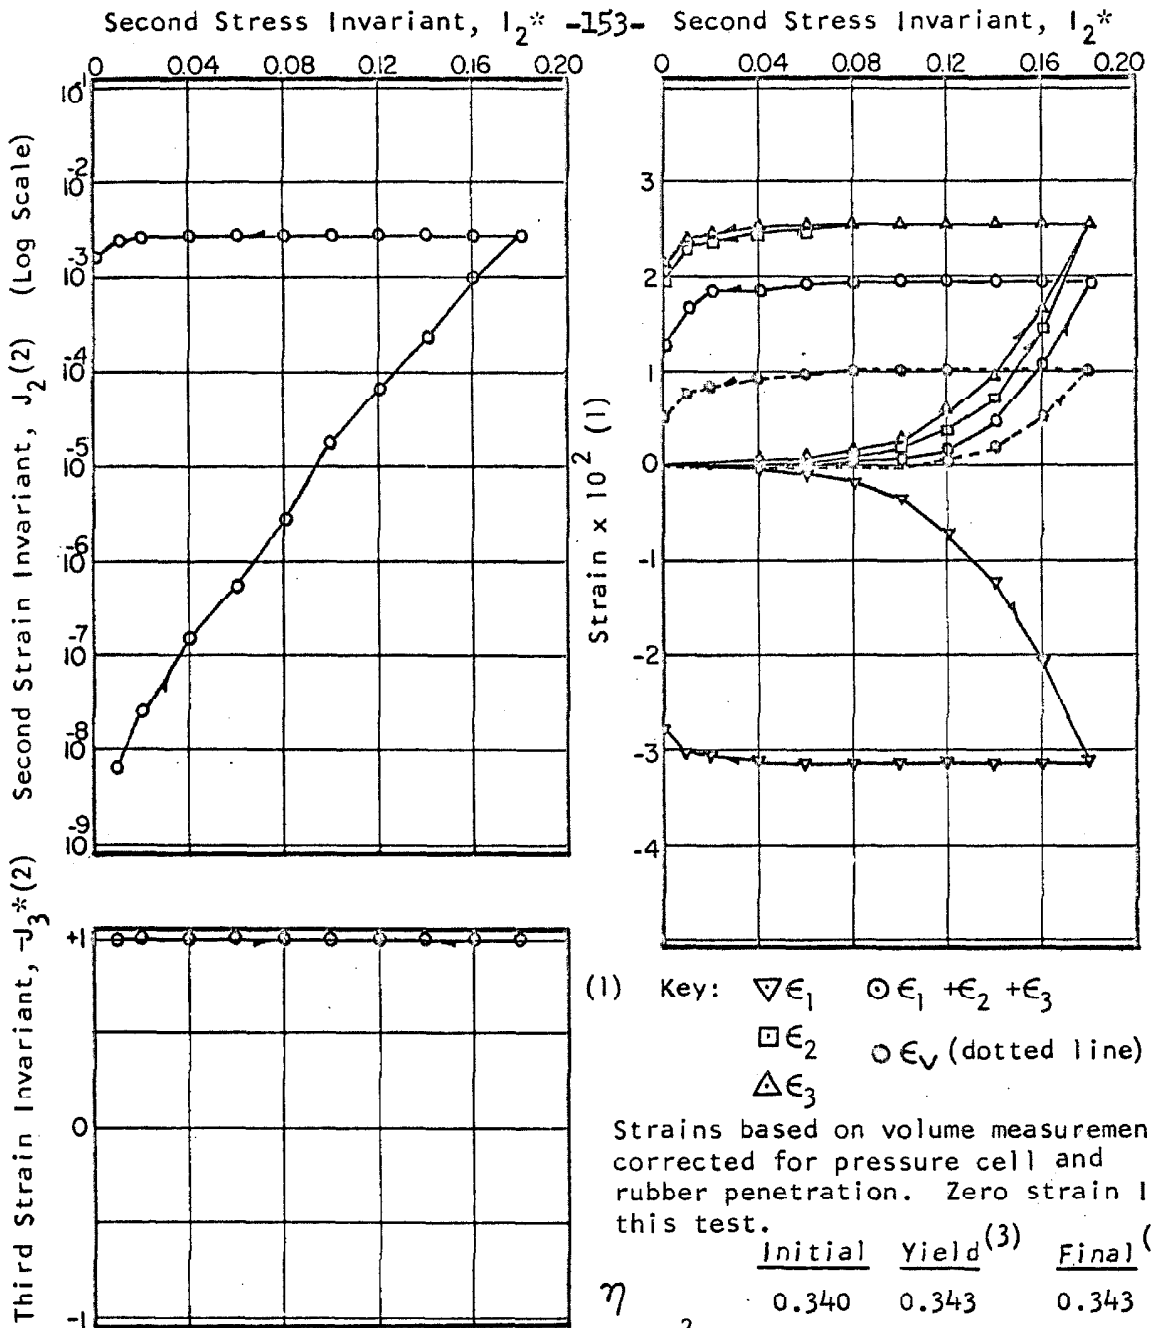 Second Stress Invariant, I₂* -153- Second Stress Invariant, I₂*
0 0.04 0.08 0.12 0.16 0.20
0 0.04 0.08 0.12 0.16 0.20
Second Strain Invariant, J₂(2) (Log Scale)
10¹
10⁻²
10⁻³
10⁻⁴
10⁻⁵
10⁻⁶
10⁻⁷
10⁻⁸
10⁻⁹
Strain x 10² (1)
3
2
1
0
-1
-2
-3
-4
Third Strain Invariant, -J₃*(2)
+1
0
-1
(1) Key: ▽ϵ₁ ⊙ϵ₁ +ϵ₂ +ϵ₃
⊡ϵ₂ ○ϵᵥ (dotted line)
△ϵ₃
Strains based on volume measuremen
corrected for pressure cell and
rubber penetration. Zero strain
this test.
Initial Yield(3) Final(
η 0.340 0.343 0.343
2